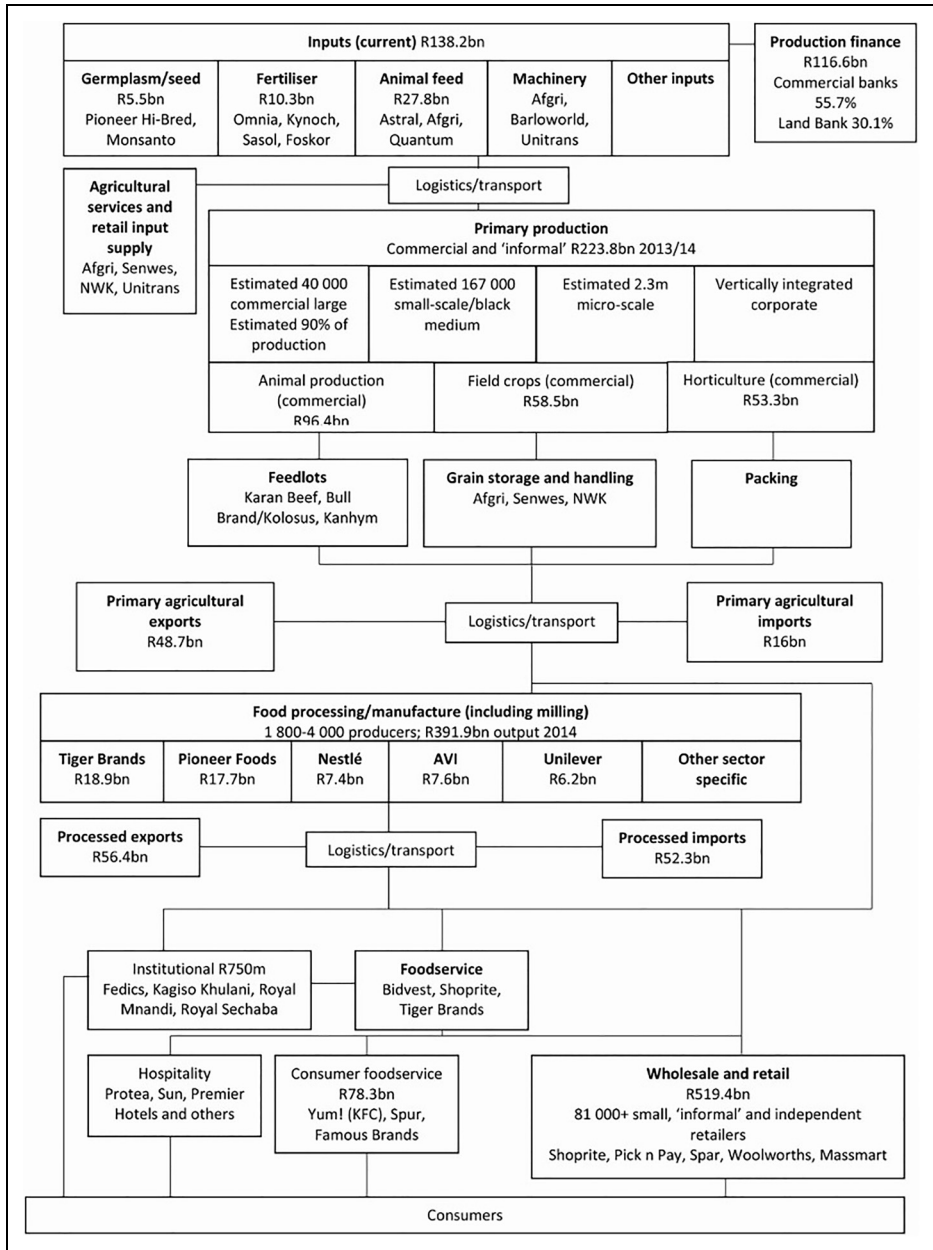 Inputs (current) R138.2bn
Germplasm/seed
R5.5bn
Pioneer Hi-Bred,
Monsanto
Fertiliser
R10.3bn
Omnia, Kynoch,
Sasol, Foskor
Animal feed
R27.8bn
Astral, Afgri,
Quantum
Machinery
Afgri,
Barloworld,
Unitrans
Other inputs
Production finance
R116.6bn
Commercial banks
55.7%
Land Bank 30.1%
Agricultural
services and
retail input
supply
Afgri, Senwes,
NWK, Unitrans
Logistics/transport
Primary production
Commercial and ‘informal’ R223.8bn 2013/14
Estimated 40 000
commercial large
Estimated 90% of
production
Estimated 167 000
small-scale/black
medium
Estimated 2.3m
micro-scale
Vertically integrated
corporate
Animal production
(commercial)
R96.4bn
Field crops (commercial)
R58.5bn
Horticulture (commercial)
R53.3bn
Feedlots
Karan Beef, Bull
Brand/Kolosus, Kanhym
Grain storage and handling
Afgri, Senwes, NWK
Packing
Primary agricultural
exports
R48.7bn
Logistics/transport
Primary agricultural
imports
R16bn
Food processing/manufacture (including milling)
1 800-4 000 producers; R391.9bn output 2014
Tiger Brands
R18.9bn
Pioneer Foods
R17.7bn
Nestlé
R7.4bn
AVI
R7.6bn
Unilever
R6.2bn
Other sector
specific
Processed exports
R56.4bn
Logistics/transport
Processed imports
R52.3bn
Institutional R750m
Fedics, Kagiso Khulani, Royal
Mnandi, Royal Sechaba
Foodservice
Bidvest, Shoprite,
Tiger Brands
Hospitality
Protea, Sun, Premier
Hotels and others
Consumer foodservice
R78.3bn
Yum! (KFC), Spur,
Famous Brands
Wholesale and retail
R519.4bn
81 000+ small, ‘informal’ and independent
retailers
Shoprite, Pick n Pay, Spar, Woolworths, Massmart
Consumers